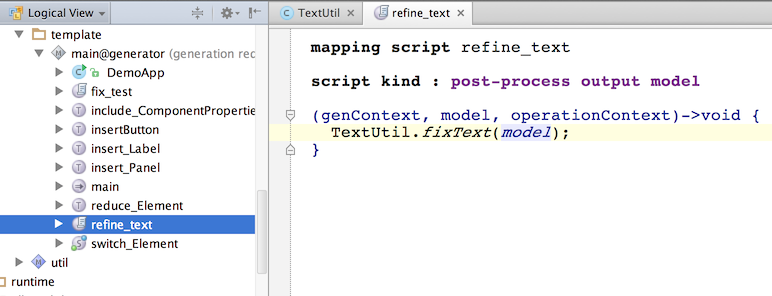 Logical View
TextUtil
refine_text
template
main@generator (generation req
DemoApp
fix_test
include_ComponentPropertie
insertButton
insert_Label
insert_Panel
main
reduce_Element
refine_text
switch_Element
util
runtime
mapping script refine_text
script kind : post-process output model
(genContext, model, operationContext)->void {
TextUtil.fixText(model);
}